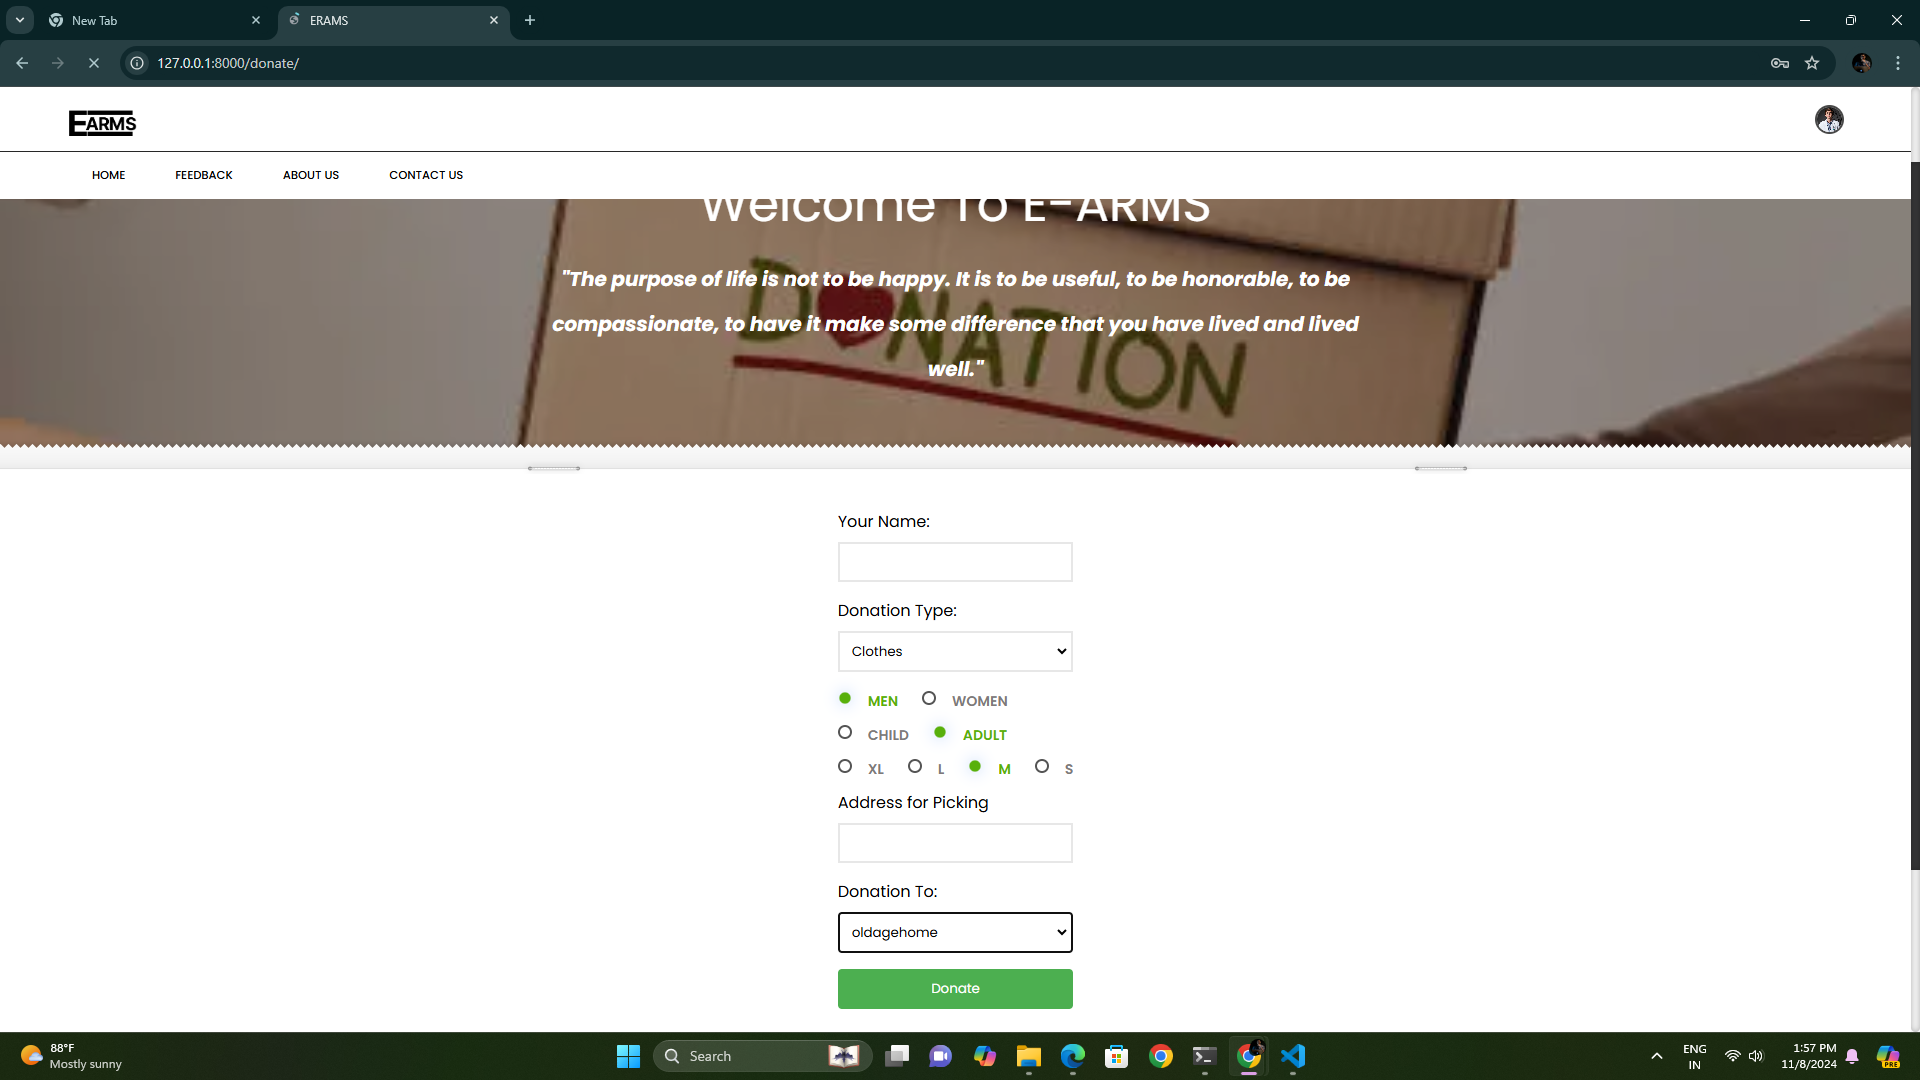 New Tab
ERAMS
127.0.0.1:8000/donate/
EARMS
HOME
FEEDBACK
ABOUT US
CONTACT US
Welcome To E-ARMS
"The purpose of life is not to be happy. It is to be useful, to be honorable, to be
compassionate, to have it make some difference that you have lived and lived
well."
DONATION
Your Name:
Donation Type:
Clothes
MEN WOMEN
CHILD ADULT
XL L M S
Address for Picking
Donation To:
oldagehome
Donate
88°F
Mostly sunny
Search
ENG
IN
1:57 PM
11/8/2024
PRE